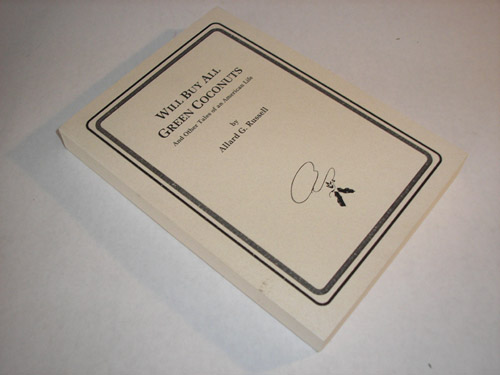 WILL BUY ALL
GREEN COCONUTS
And Other Tales of an American Life
by
Allard G. Russell